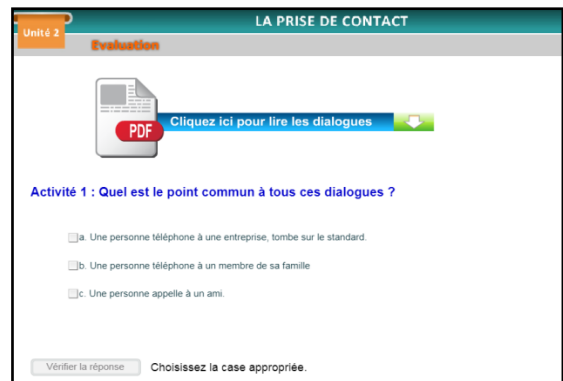 LA PRISE DE CONTACT
Unité 2
Evaluation
PDF
Cliquez ici pour lire les dialogues
Activité 1 : Quel est le point commun à tous ces dialogues ?
a. Une personne téléphone à une entreprise, tombe sur le standard.
b. Une personne téléphone à un membre de sa famille
c. Une personne appelle à un ami.
Vérifier la réponse Choisissez la case appropriée.